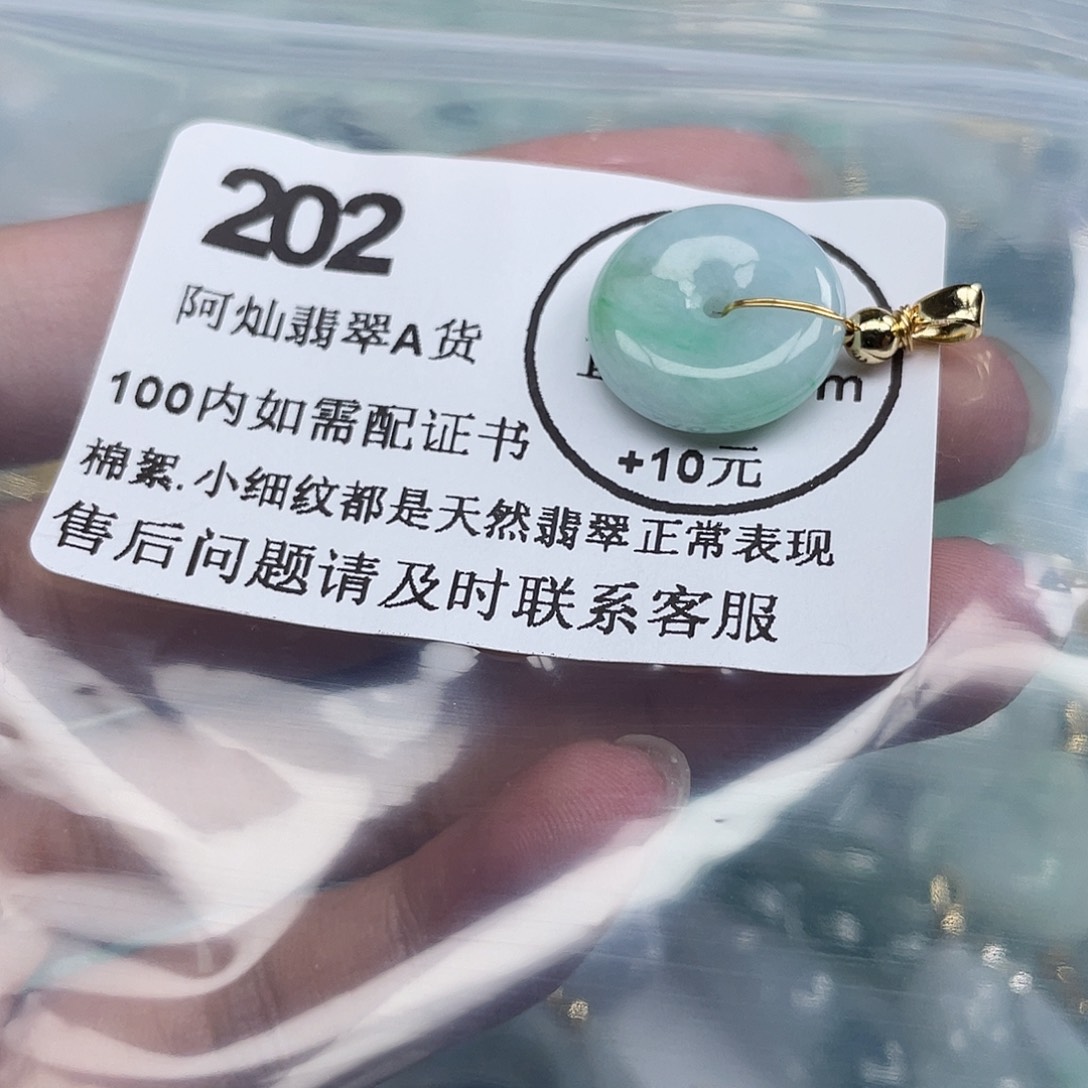 202
阿灿翡翠A货
100内如需配证书
+10元
棉絮.小细纹都是天然翡翠正常表现
售后问题请及时联系客服